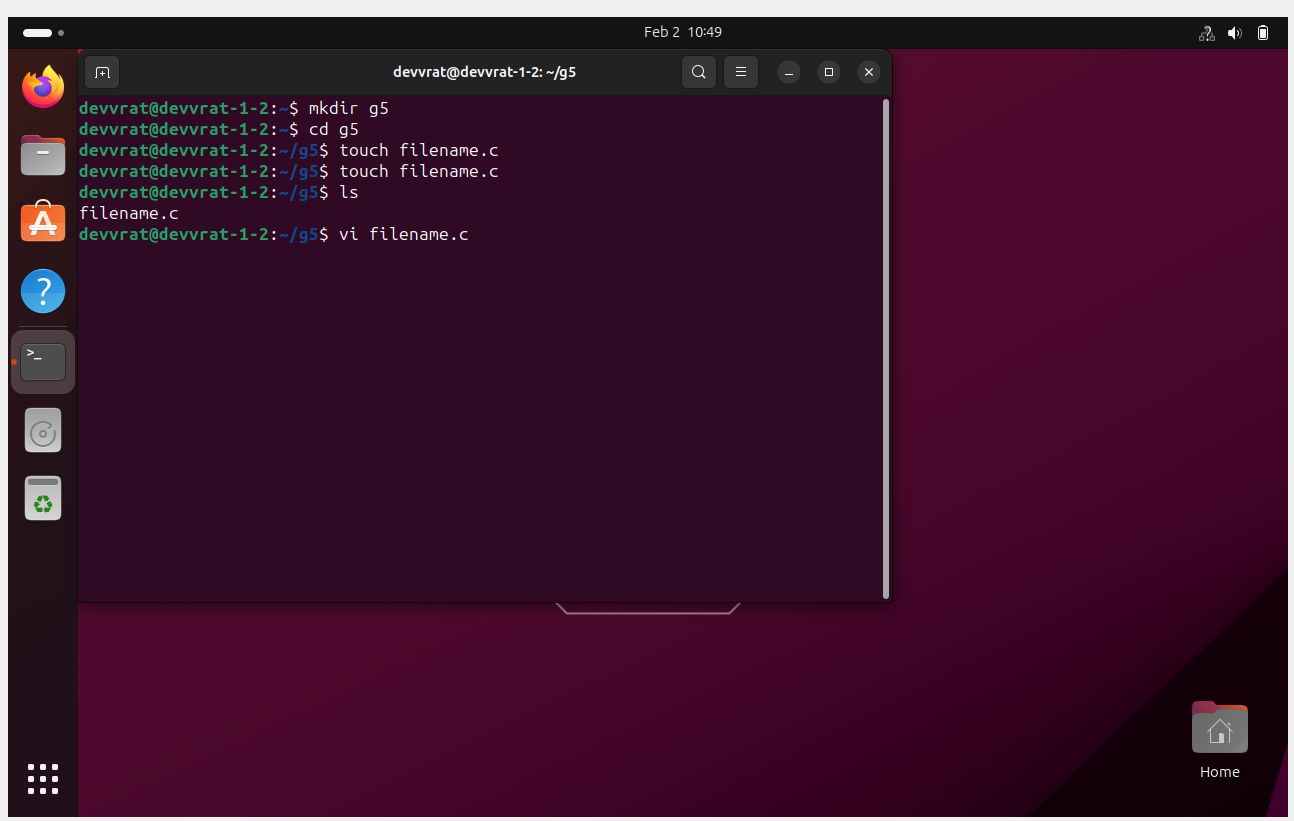 Feb 2 10:49
devvrat@devvrat-1-2: ~/g5
devvrat@devvrat-1-2:~$ mkdir g5
devvrat@devvrat-1-2:~$ cd g5
devvrat@devvrat-1-2:~/g5$ touch filename.c
devvrat@devvrat-1-2:~/g5$ touch filename.c
devvrat@devvrat-1-2:~/g5$ ls
filename.c
devvrat@devvrat-1-2:~/g5$ vi filename.c
Home